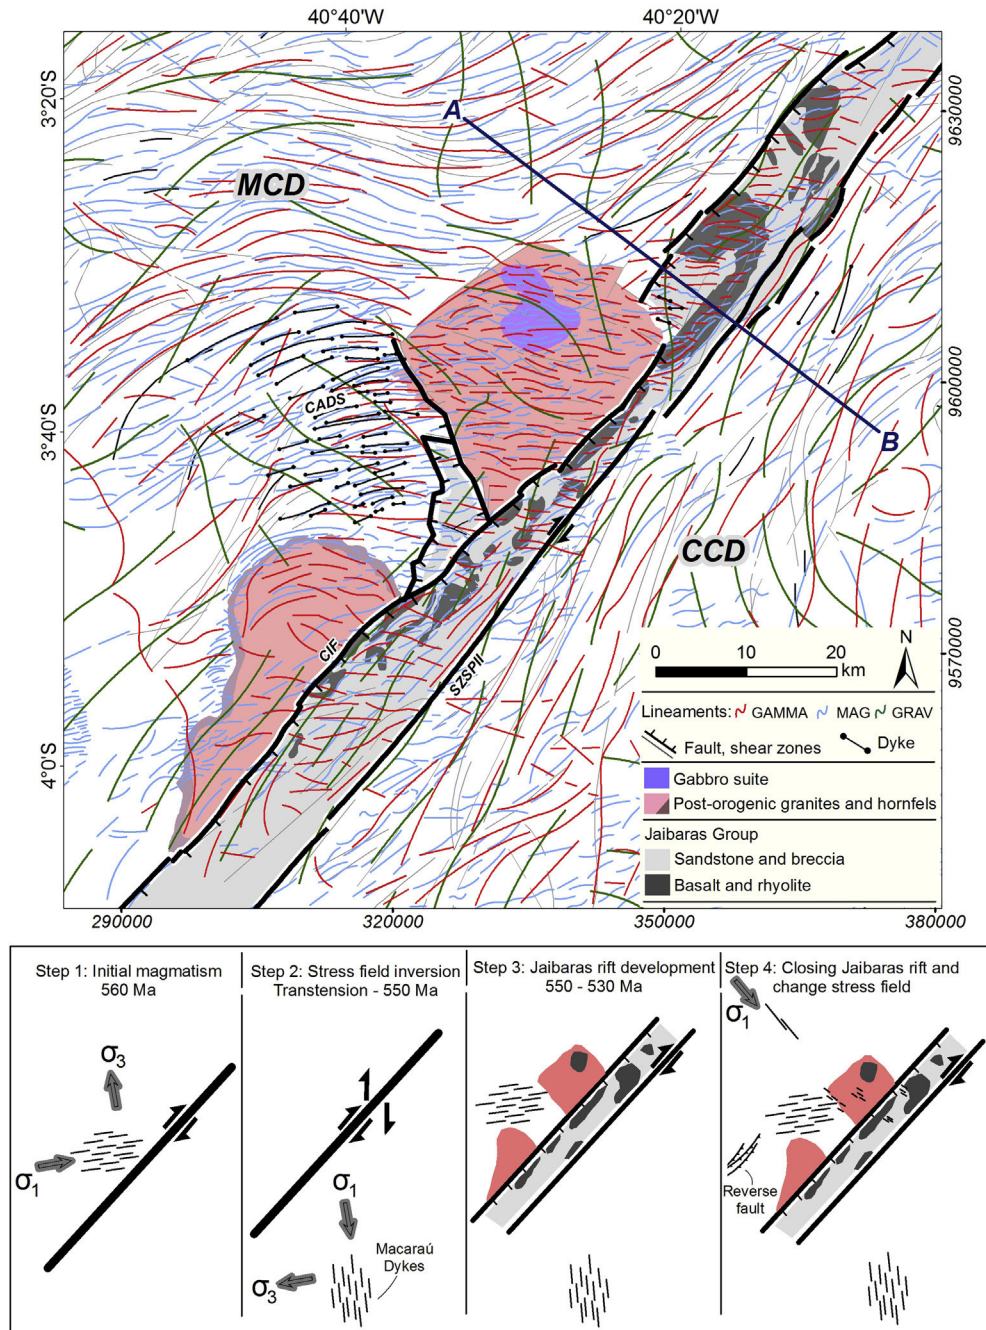 40°40'W
40°20'W
3°20'S
9630000
A
MCD
CADS
9600000
3°40'S
B
CCD
CIF
SZSPII
9570000
4°0'S
N
0 10 20
km
Lineaments: GAMMA MAG GRAV
Fault, shear zones Dyke
Gabbro suite
Post-orogenic granites and hornfels
Jaibaras Group
Sandstone and breccia
Basalt and rhyolite
290000
320000
350000
380000
Step 1: Initial magmatism
560 Ma
σ3
σ1
Step 2: Stress field inversion
Transtension - 550 Ma
σ1
Macaraú
Dykes
σ3
Step 3: Jaibaras rift development
550 - 530 Ma
Step 4: Closing Jaibaras rift and
change stress field
σ1
Reverse
fault